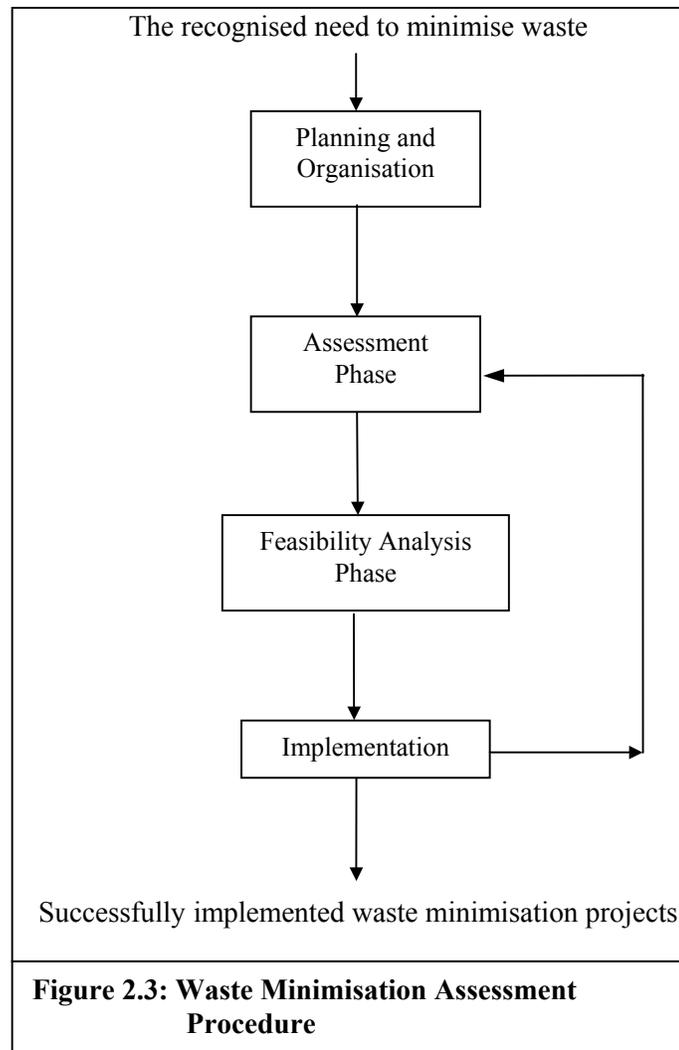 The recognised need to minimise waste
Planning and
Organisation
Assessment
Phase
Feasibility Analysis
Phase
Implementation
Successfully implemented waste minimisation projects
Figure 2.3: Waste Minimisation Assessment
Procedure